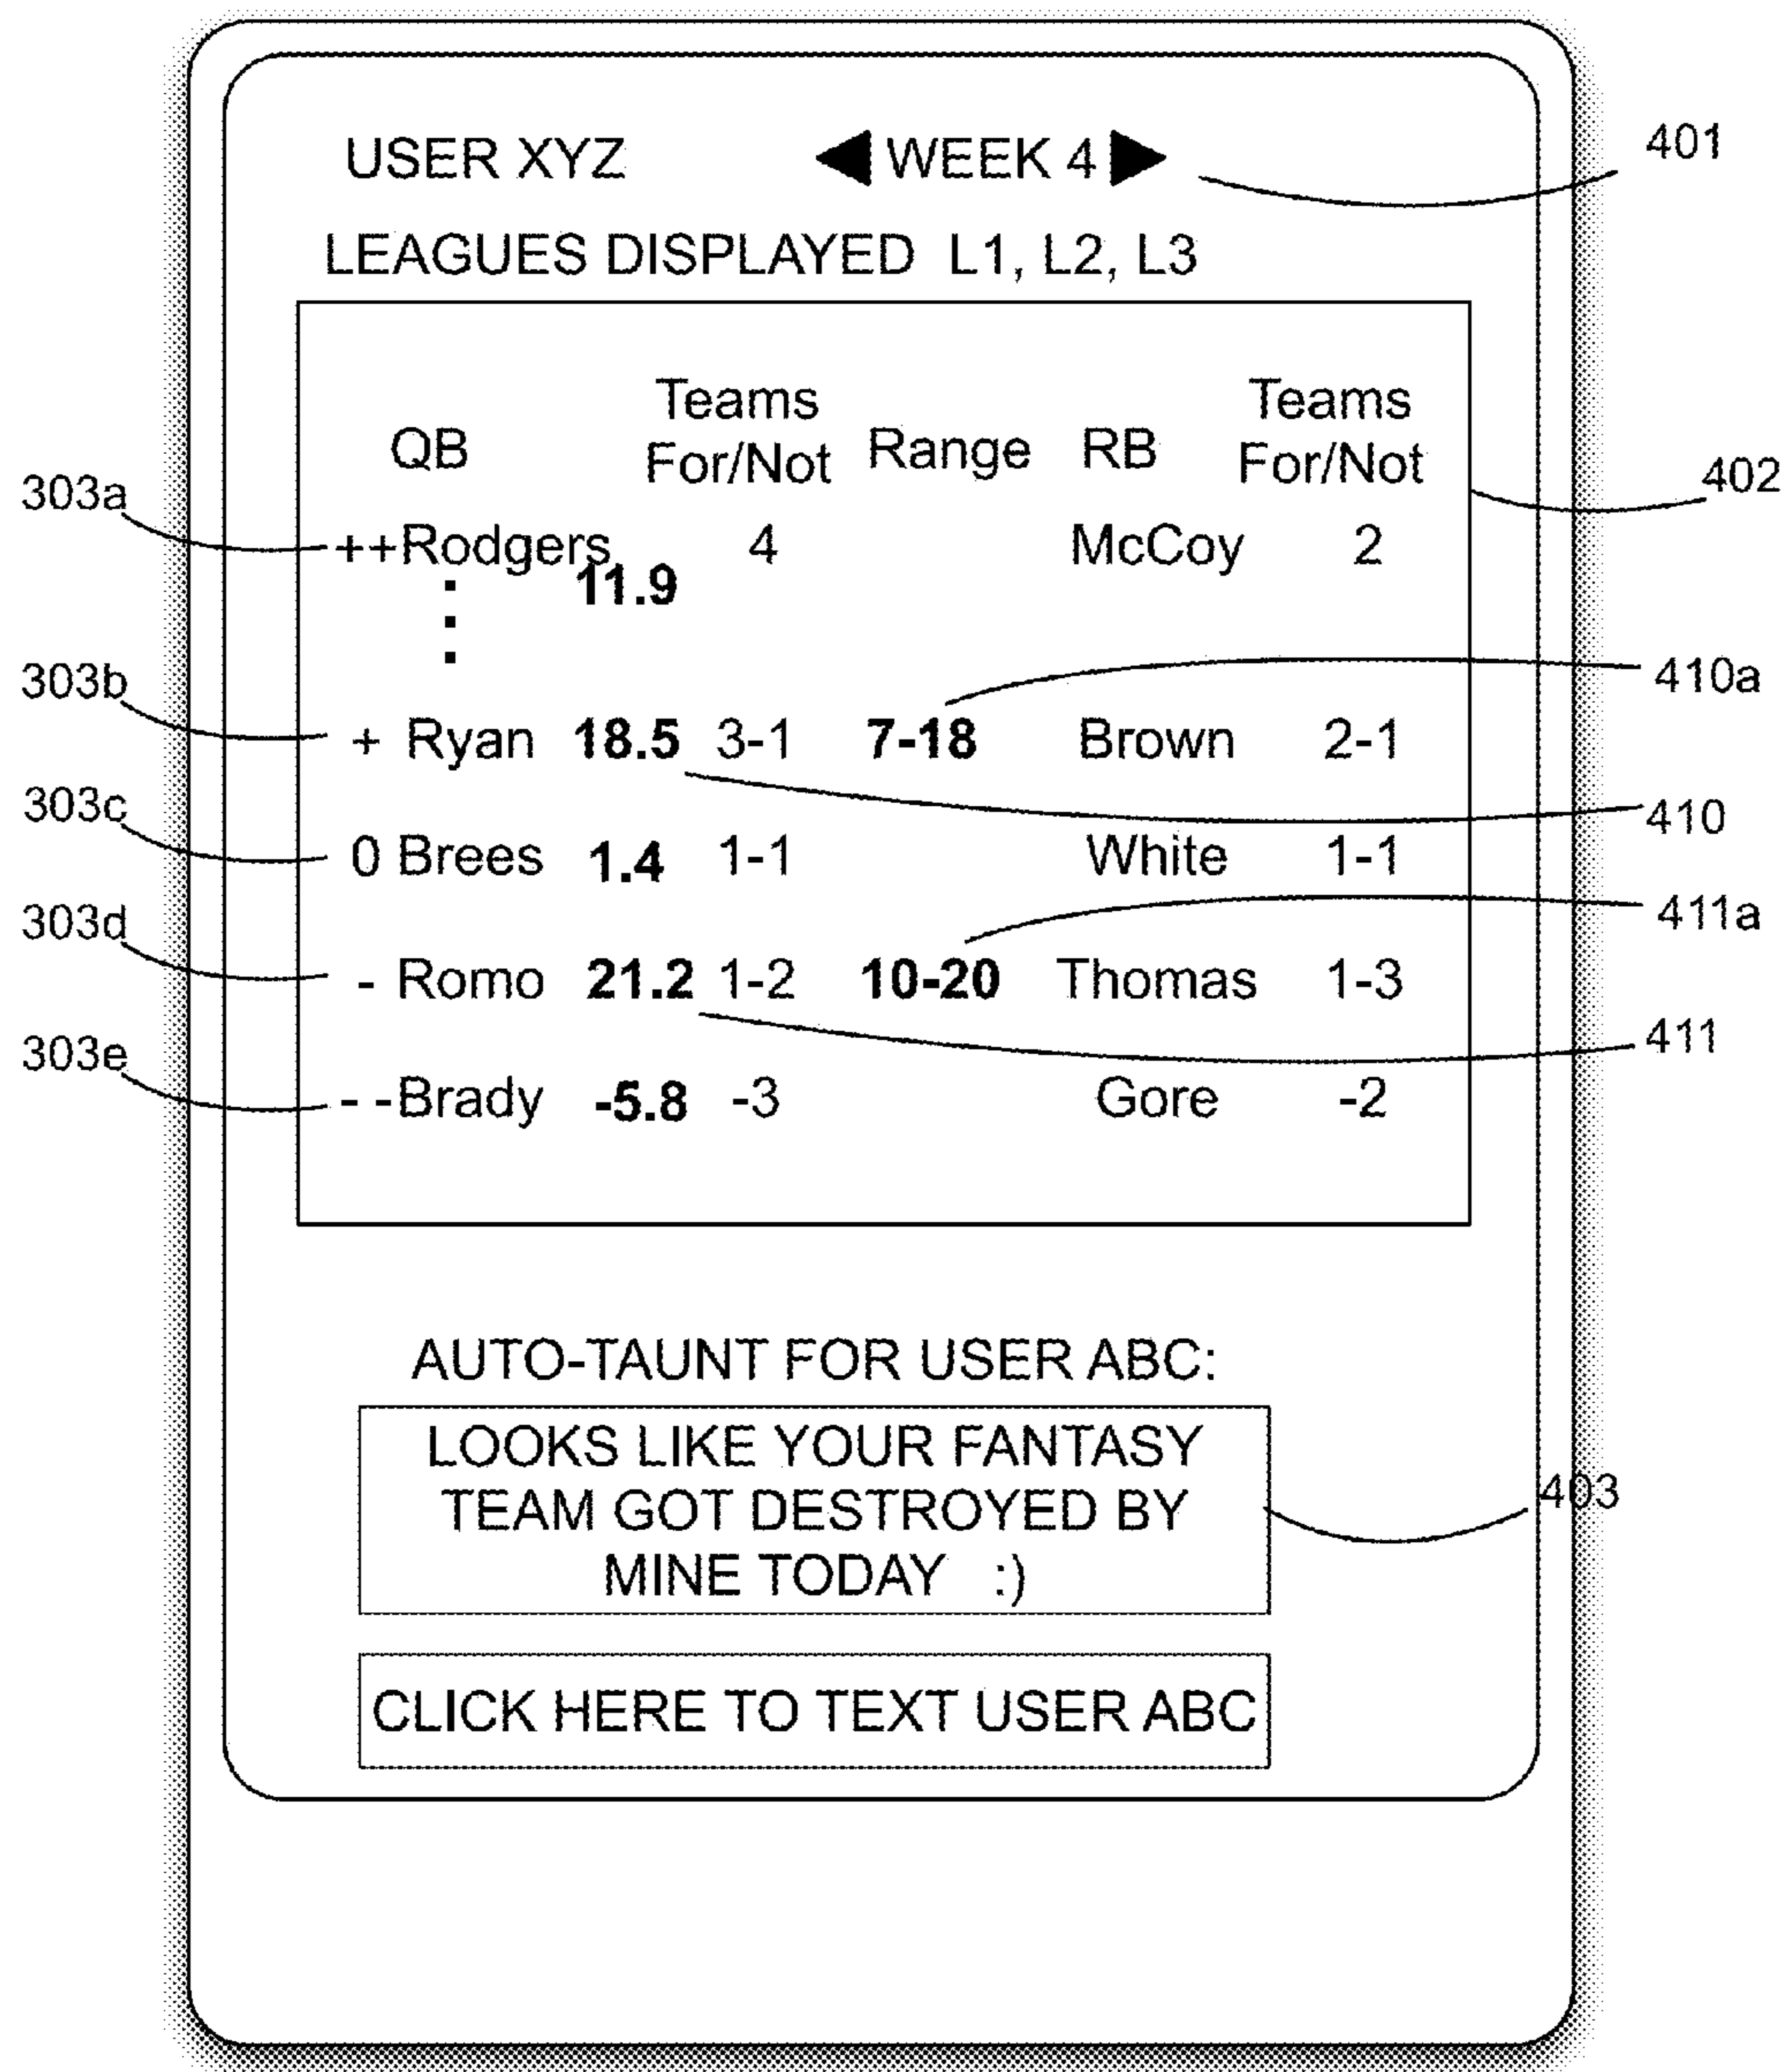 USER XYZ ◀ WEEK 4 ▶ 401
LEAGUES DISPLAYED L1, L2, L3
Teams Teams
QB For/Not Range RB For/Not 402
303a ++Rodgers 4 McCoy 2
11.9
303b 410a
+ Ryan 18.5 3-1 7-18 Brown 2-1
303c 410
0 Brees 1.4 1-1 White 1-1
303d 411a
- Romo 21.2 1-2 10-20 Thomas 1-3
303e 411
- -Brady -5.8 -3 Gore -2
AUTO-TAUNT FOR USER ABC:
LOOKS LIKE YOUR FANTASY
TEAM GOT DESTROYED BY 403
MINE TODAY :)
CLICK HERE TO TEXT USER ABC